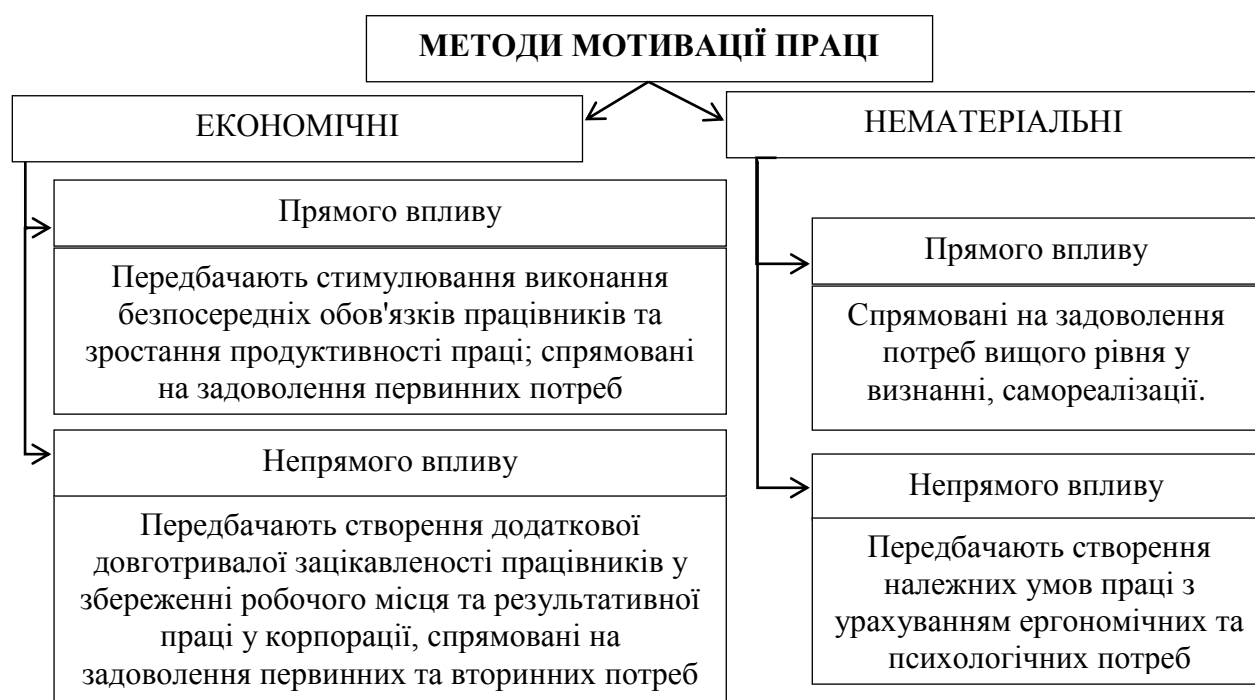 МЕТОДИ МОТИВАЦІЇ ПРАЦІ
ЕКОНОМІЧНІ
Прямого впливу
Передбачають стимулювання виконання
безпосередніх обов'язків працівників та
зростання продуктивності праці; спрямовані
на задоволення первинних потреб
Непрямого впливу
Передбачають створення додаткової
довготривалої зацікавленості працівників у
збереженні робочого місця та результативної
праці у корпорації, спрямовані на
задоволення первинних та вторинних потреб
НЕМАТЕРІАЛЬНІ
Прямого впливу
Спрямовані на задоволення
потреб вищого рівня у
визнанні, самореалізації.
Непрямого впливу
Передбачають створення
належних умов праці з
урахуванням ергономічних та
психологічних потреб